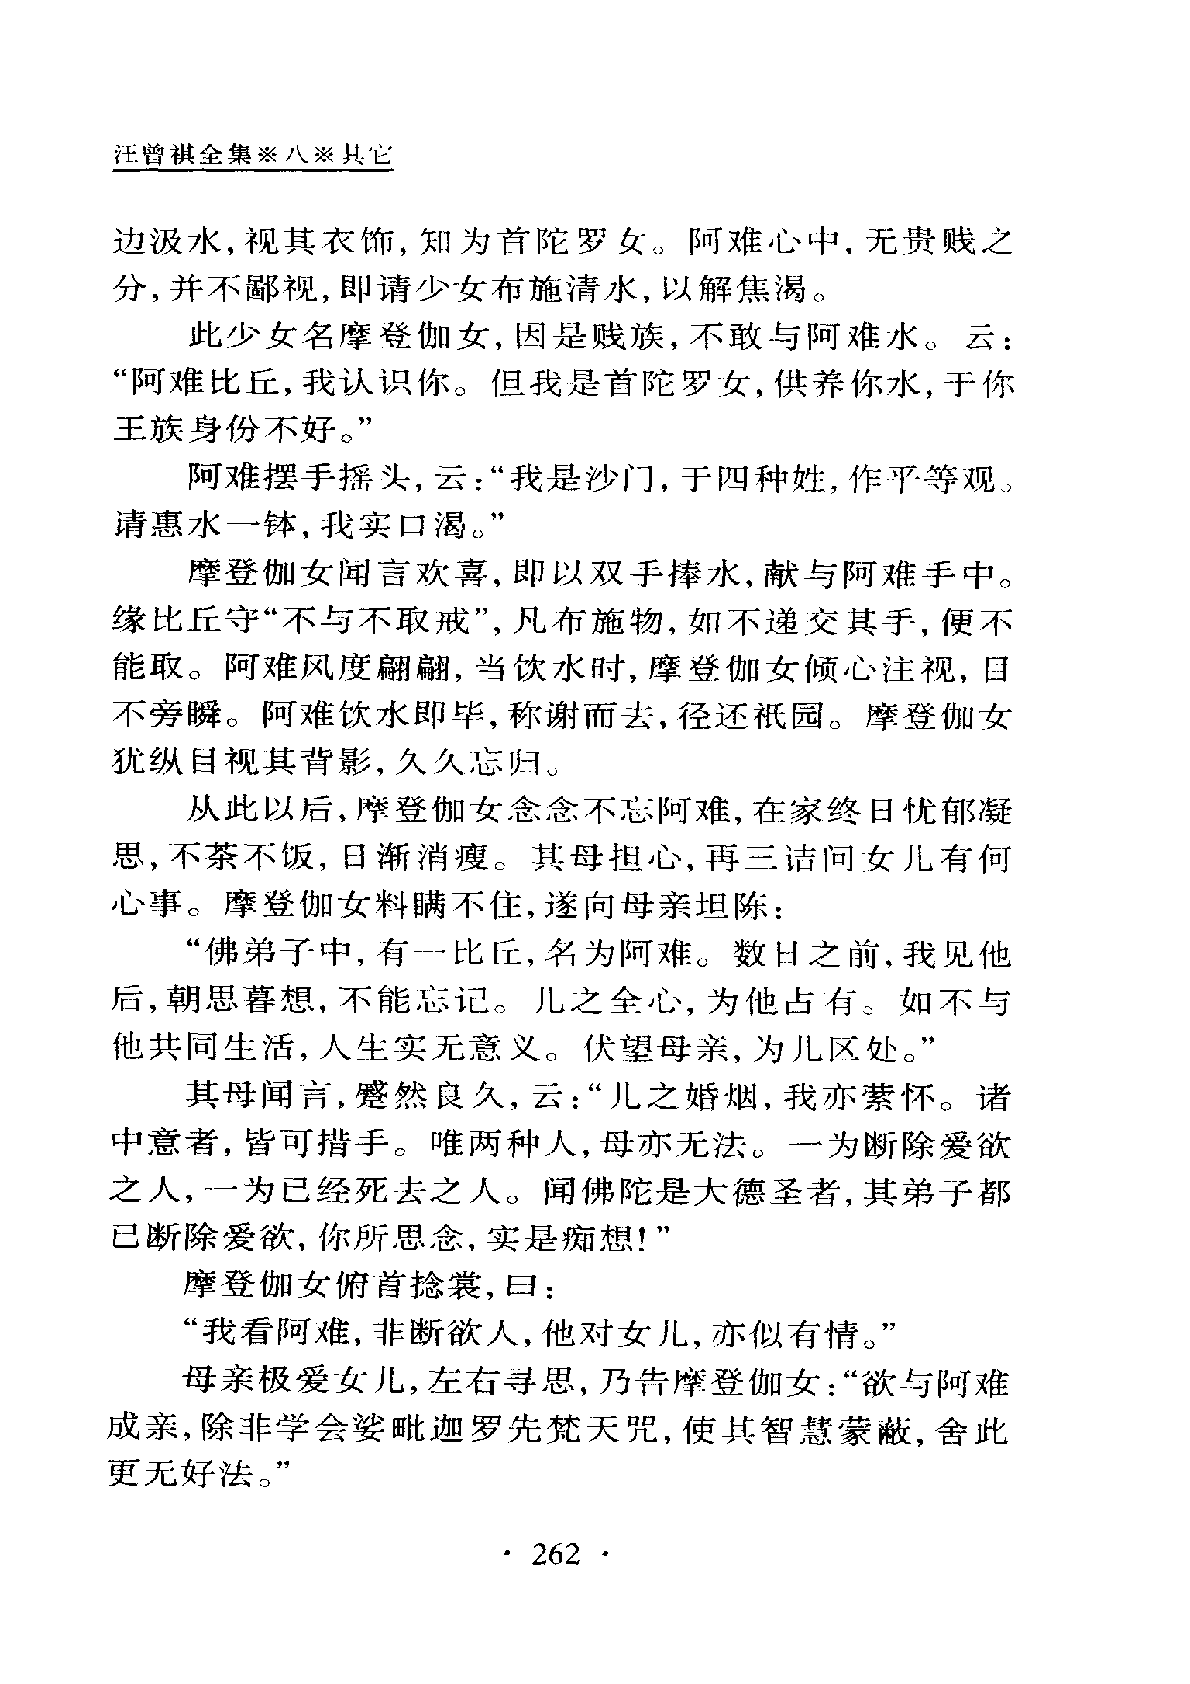 汪曾祺全集※八※其它
边汲水,视其衣饰,知为首陀罗女。阿难心中,无贵贱之
分,并不鄙视,即请少女布施清水,以解焦渴。
此少女名摩登伽女,因是贱族,不敢与阿难水。云:
“阿难比丘,我认识你。但我是首陀罗女,供养你水,于你
王族身份不好。”
阿难摆手摇头,云:“我是沙门,于四种姓,作平等观。
请惠水一钵,我实口渴。”
摩登伽女闻言欢喜,即以双手捧水,献与阿难手中。
缘比丘守“不与不取戒”,凡布施物,如不递交其手,便不
能取。阿难风度翩翩,当饮水时,摩登伽女倾心注视,目
不旁瞬。阿难饮水即毕,称谢而去,径还祇园。摩登伽女
犹纵目视其背影,久久忘归。
从此以后,摩登伽女念念不忘阿难,在家终日忧郁凝
思,不茶不饭,日渐消瘦。其母担心,再三诘问女儿有何
心事。摩登伽女料瞒不住,遂向母亲坦陈:
“佛弟子中,有一比丘,名为阿难。数日之前,我见他
后,朝思暮想,不能忘记。儿之全心,为他占有。如不与
他共同生活,人生实无意义。伏望母亲,为儿区处。”
其母闻言,蹙然良久,云:“儿之婚烟,我亦萦怀。诸
中意者,皆可措手。唯两种人,母亦无法。一为断除爱欲
之人,一为已经死去之人。闻佛陀是大德圣者,其弟子都
已断除爱欲,你所思念,实是痴想!”
摩登伽女俯首捻裳,曰:
“我看阿难,非断欲人,他对女儿,亦似有情。”
母亲极爱女儿,左右寻思,乃告摩登伽女:“欲与阿难
成亲,除非学会娑毗迦罗先梵天咒,使其智慧蒙蔽,舍此
更无好法。”
· 262 ·